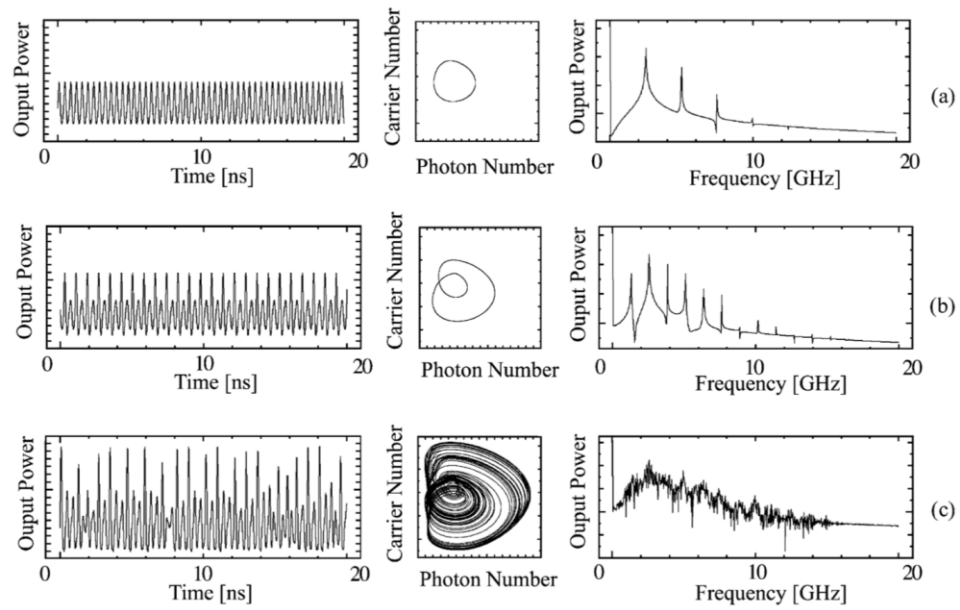 Ouput Power
0 10 20
Time [ns]
Carrier Number
Photon Number
Ouput Power
0 10 20
Frequency [GHz]
(a)
Ouput Power
0 10 20
Time [ns]
Carrier Number
Photon Number
Ouput Power
0 10 20
Frequency [GHz]
(b)
Ouput Power
0 10 20
Time [ns]
Carrier Number
Photon Number
Ouput Power
0 10 20
Frequency [GHz]
(c)